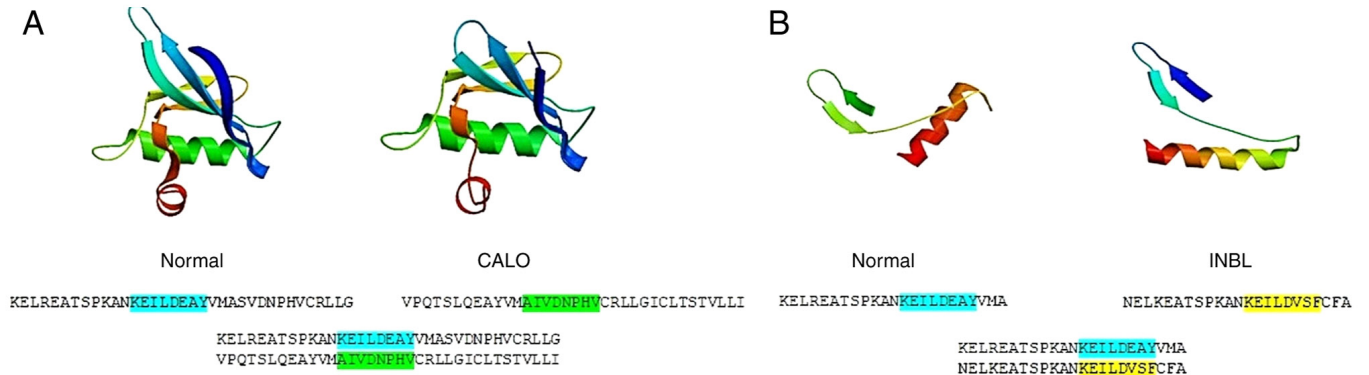 A
B
Normal
CALO
Normal
INBL
KELREATSPKANKEILDEAYVMASVDNPHVCRLLG
VPQTSLQEAYVMAIVDNPHVCRLLGICLTSTVLLI
KELREATSPKANKEILDEAYVMA
NELKEATSPKANKEILDVSFCFA
KELREATSPKANKEILDEAYVMASVDNPHVCRLLG
VPQTSLQEAYVMAIVDNPHVCRLLGICLTSTVLLI
KELREATSPKANKEILDEAYVMA
NELKEATSPKANKEILDVSFCFA